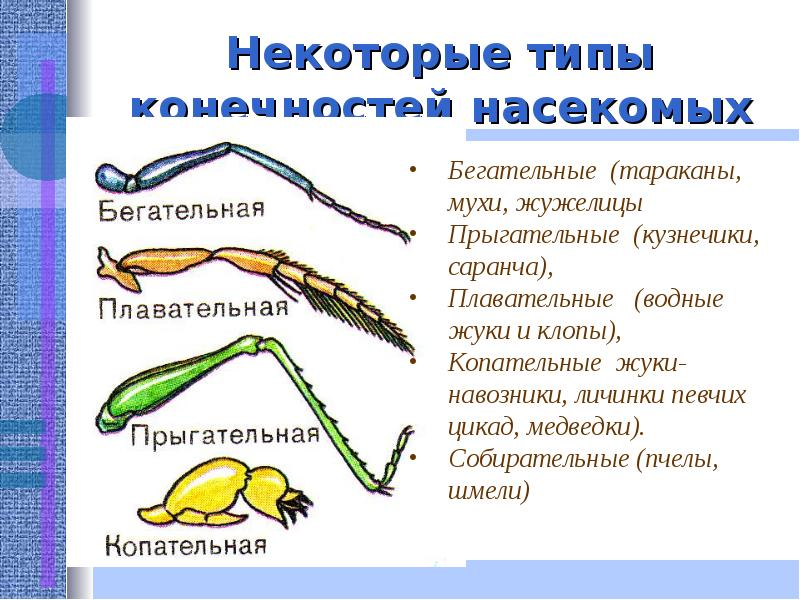 Некоторые типы
конечностей насекомых
Бегательная
Плавательная
Прыгательная
Копательная
• Бегательные (тараканы,
мухи, жужелицы
• Прыгательные (кузнечики,
саранча),
• Плавательные (водные
жуки и клопы),
• Копательные жуки-
навозники, личинки певчих
цикад, медведки).
• Собирательные (пчелы,
шмели)